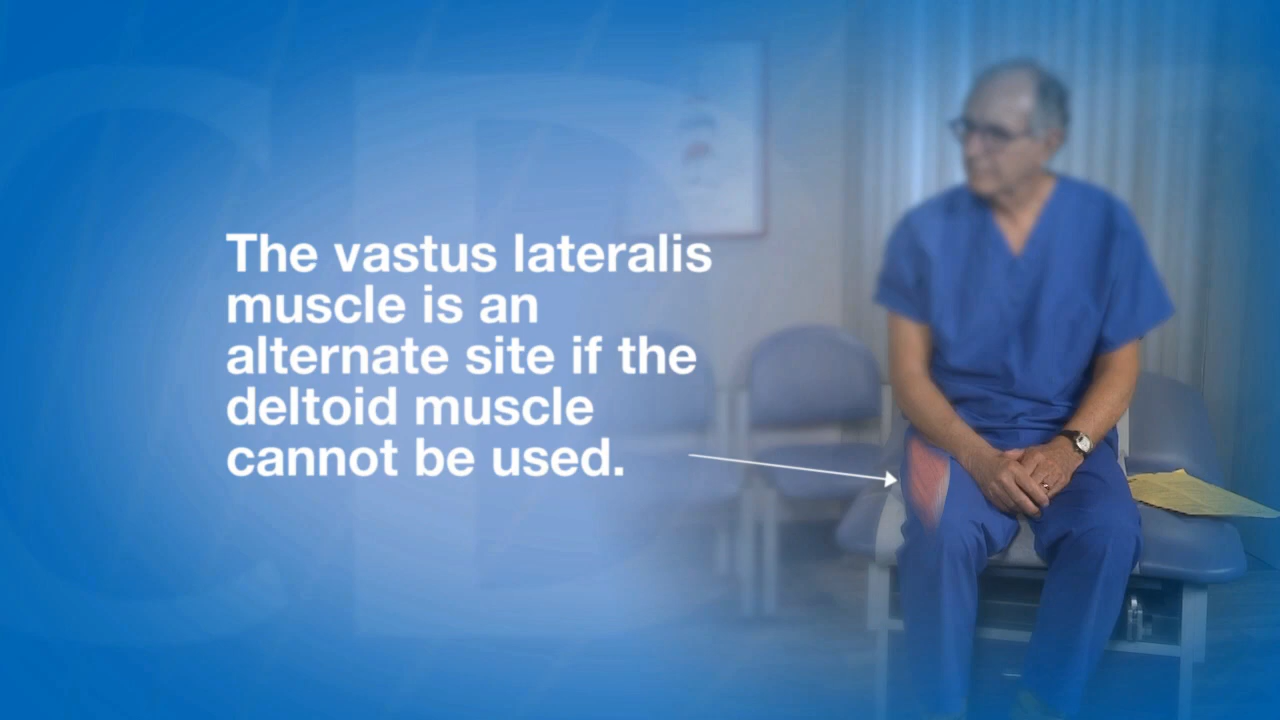 The vastus lateralis
muscle is an
alternate site if the
deltoid muscle
cannot be used.